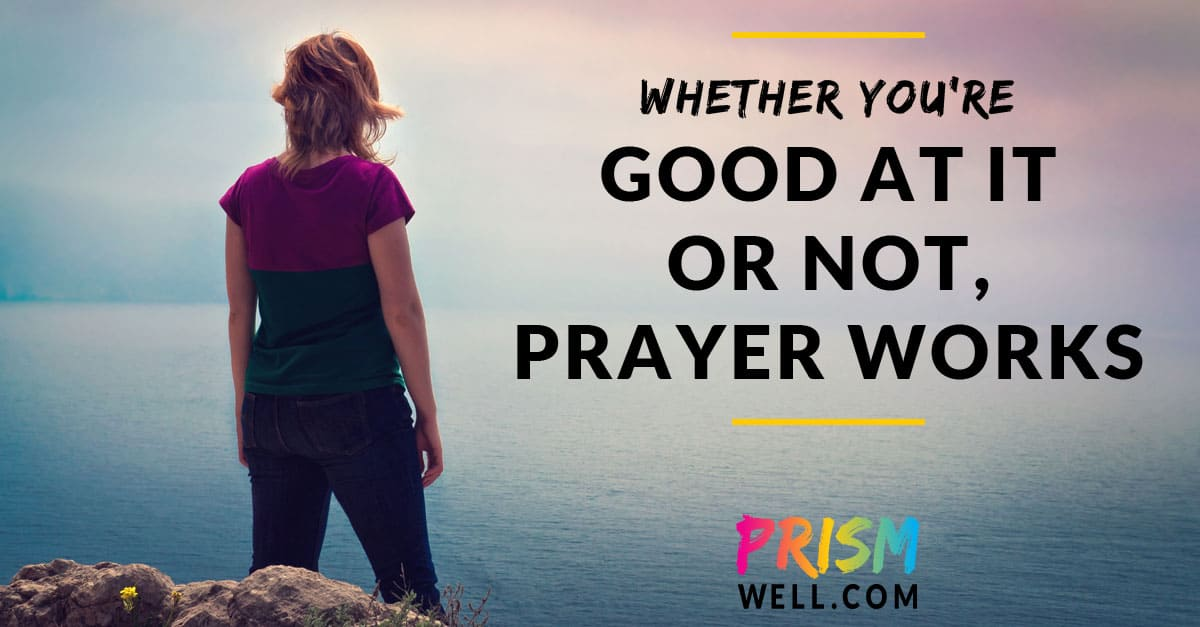 WHETHER YOU'RE
GOOD AT IT
OR NOT,
PRAYER WORKS
PRISM
WELL.COM